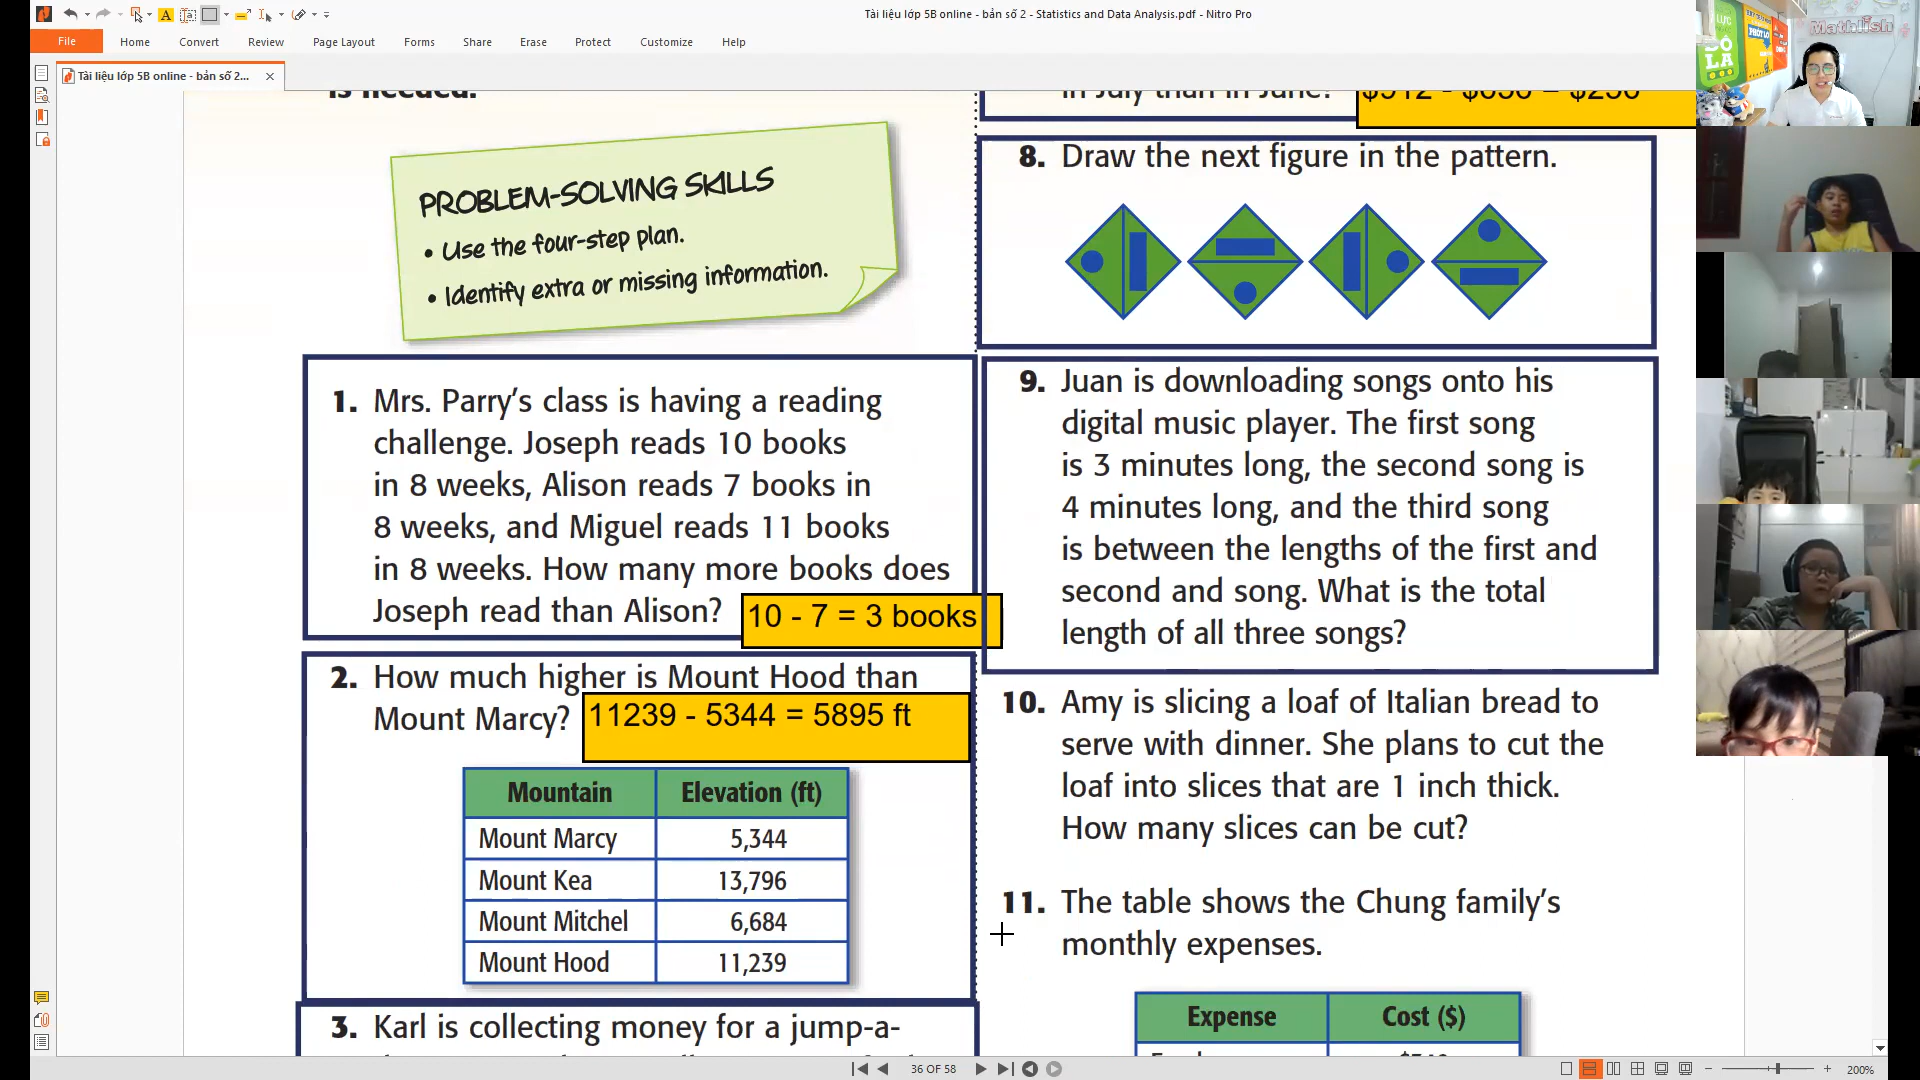 Tài liệu lớp 5B online - bản số 2 - Statistics and Data Analysis.pdf - Nitro Pro
File Home Convert Review Page Layout Forms Share Erase Protect Customize Help
Tài liệu lớp 5B online - bản số 2...
is needed.
PROBLEM-SOLVING SKILLS
• Use the four-step plan.
• Identify extra or missing information.
1. Mrs. Parry's class is having a reading
challenge. Joseph reads 10 books
in 8 weeks, Alison reads 7 books in
8 weeks, and Miguel reads 11 books
in 8 weeks. How many more books does
Joseph read than Alison?
10 - 7 = 3 books
2. How much higher is Mount Hood than
Mount Marcy?
11239 - 5344 = 5895 ft
Mountain Elevation (ft)
Mount Marcy 5,344
Mount Kea 13,796
Mount Mitchel 6,684
Mount Hood 11,239
3. Karl is collecting money for a jump-a-
in July than in June?
8. Draw the next figure in the pattern.
9. Juan is downloading songs onto his
digital music player. The first song
is 3 minutes long, the second song is
4 minutes long, and the third song
is between the lengths of the first and
second and song. What is the total
length of all three songs?
10. Amy is slicing a loaf of Italian bread to
serve with dinner. She plans to cut the
loaf into slices that are 1 inch thick.
How many slices can be cut?
11. The table shows the Chung family's
monthly expenses.
Expense Cost ($)
Mathlish
36 OF 58
200%